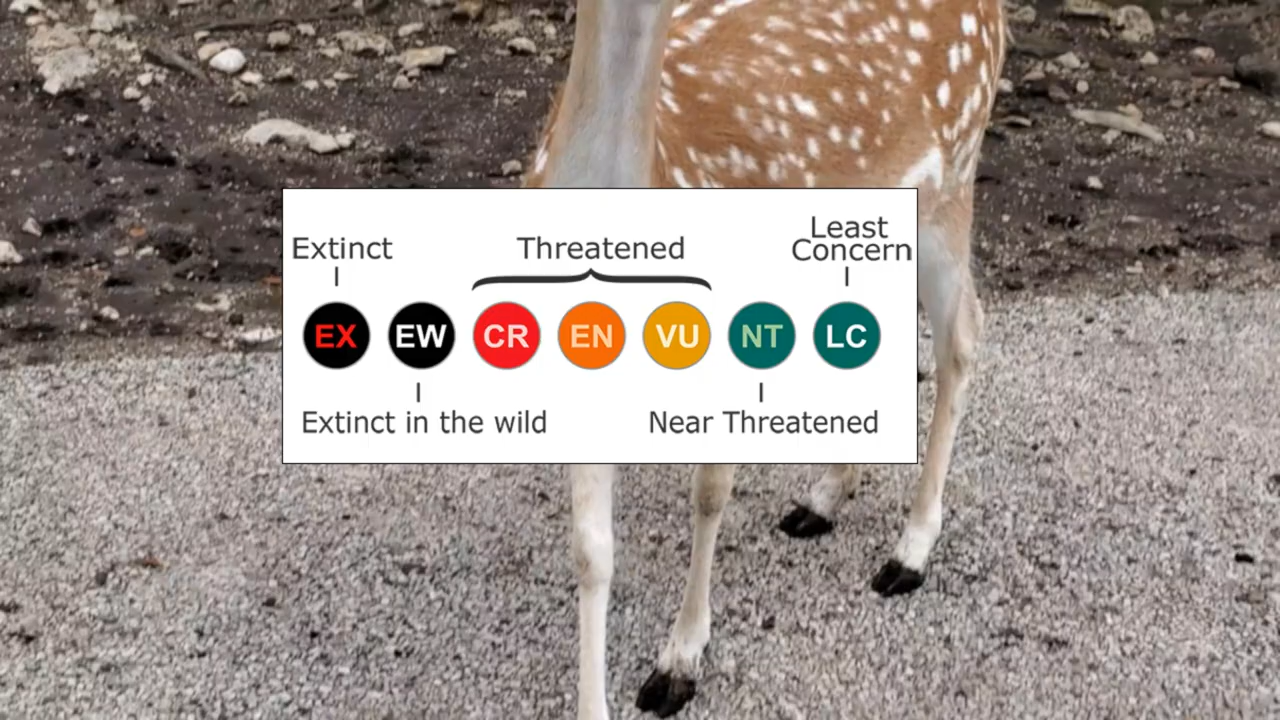 Extinct
Threatened
Least
Concern
EX EW CR EN VU NT LC
Extinct in the wild
Near Threatened